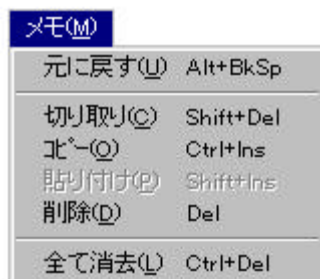 メモ(M)
元に戻す(U) Alt+BkSp
切り取り(C) Shift+Del
ｺﾋﾟｰ(O) Ctrl+Ins
貼り付け(P) Shift+Ins
削除(D) Del
全て消去(L) Ctrl+Del